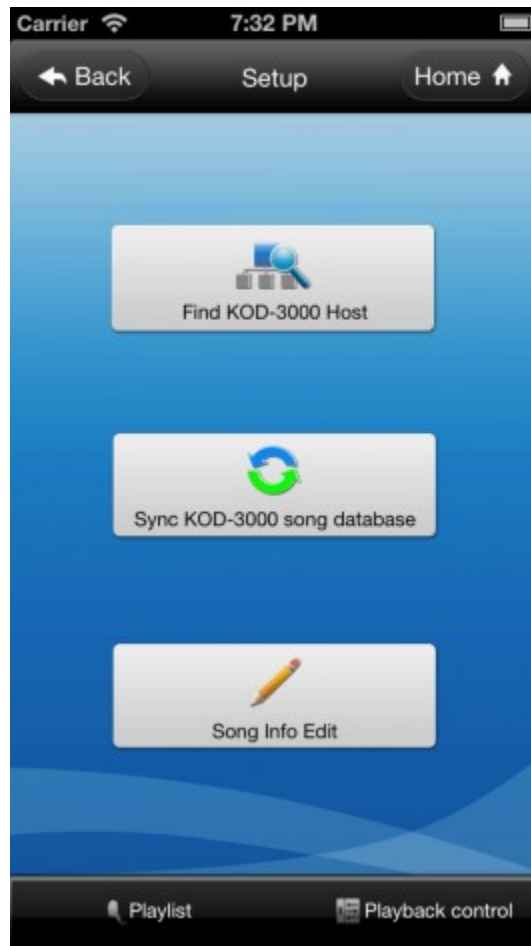 Carrier 7:32 PM
Back Setup Home
Find KOD-3000 Host
Sync KOD-3000 song database
Song Info Edit
Playlist Playback control